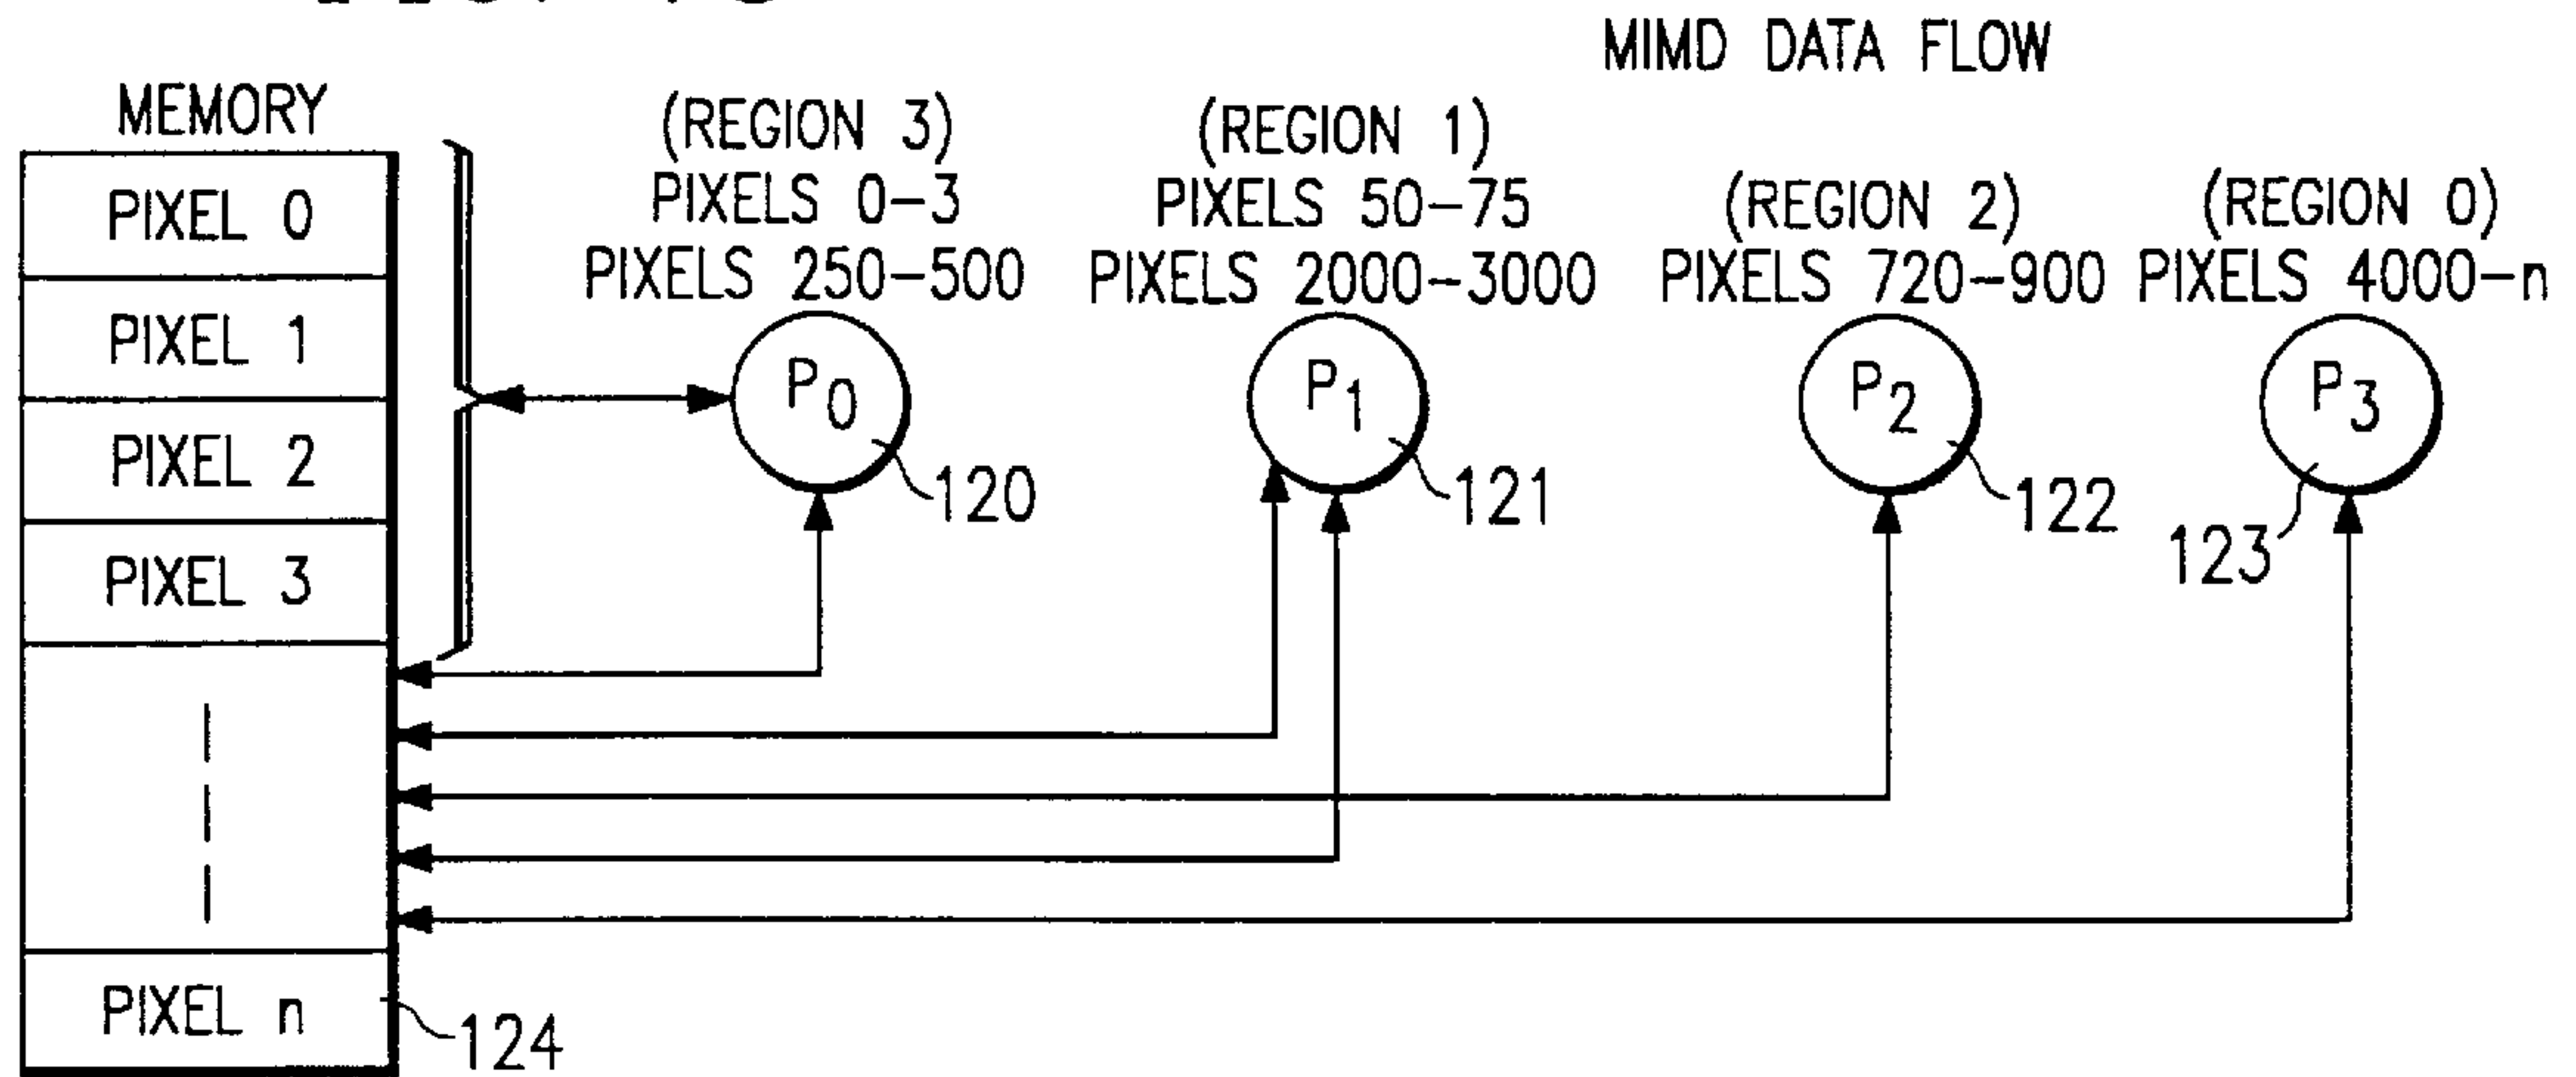 MIMD DATA FLOW
MEMORY
PIXEL 0
PIXEL 1
PIXEL 2
PIXEL 3
PIXEL n
124
(REGION 3)
PIXELS 0-3
PIXELS 250-500
P0
120
(REGION 1)
PIXELS 50-75
PIXELS 2000-3000
P1
121
(REGION 2)
PIXELS 720-900
P2
122
(REGION 0)
PIXELS 4000-n
P3
123